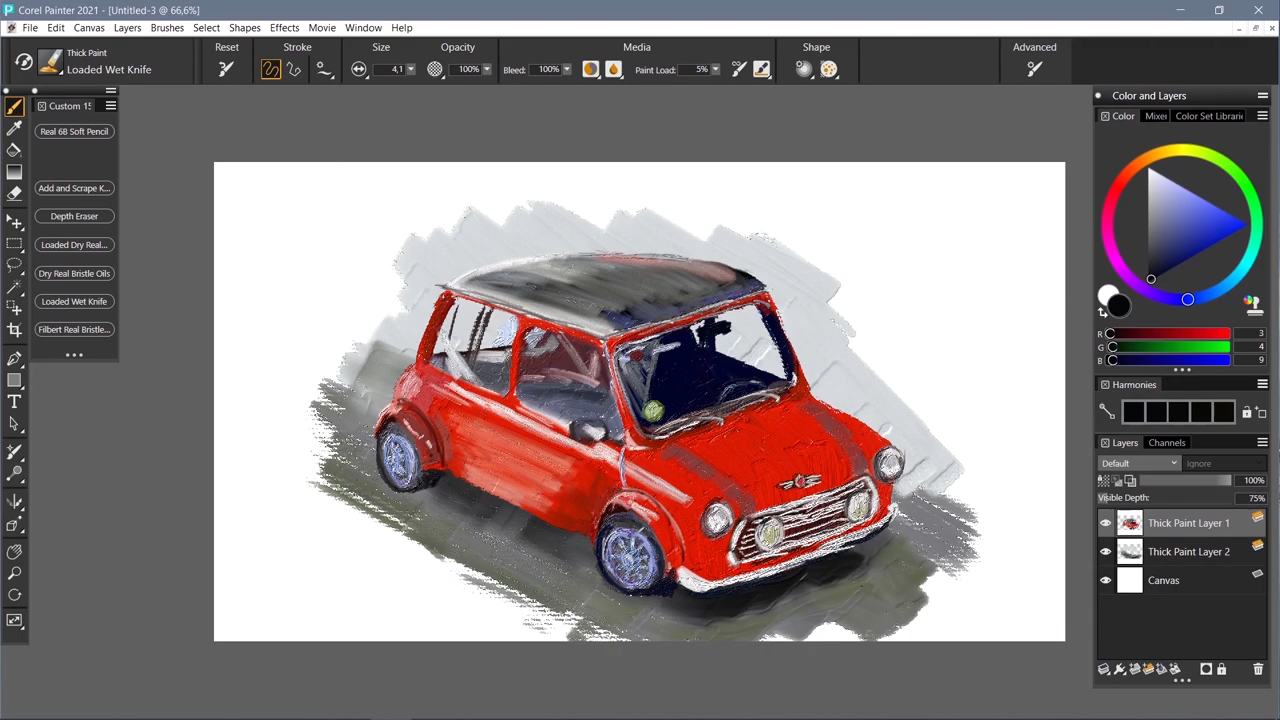 Corel Painter 2021 - [Untitled-3 @ 66,6%]
File Edit Canvas Layers Brushes Select Shapes Effects Movie Window Help
Thick Paint
Loaded Wet Knife
Reset
Stroke
Size
4,1
Opacity
100%
Media
Bleed: 100%
Paint Load: 5%
Shape
Advanced
Custom 15
Real 6B Soft Pencil
Add and Scrape K...
Depth Eraser
Loaded Dry Real...
Dry Real Bristle Oils
Loaded Wet Knife
Filbert Real Bristle...
Color and Layers
Color Mixer Color Set Librarie
R 3
G 4
B 9
Harmonies
Layers Channels
Default Ignore
100%
Visible Depth: 75%
Thick Paint Layer 1
Thick Paint Layer 2
Canvas